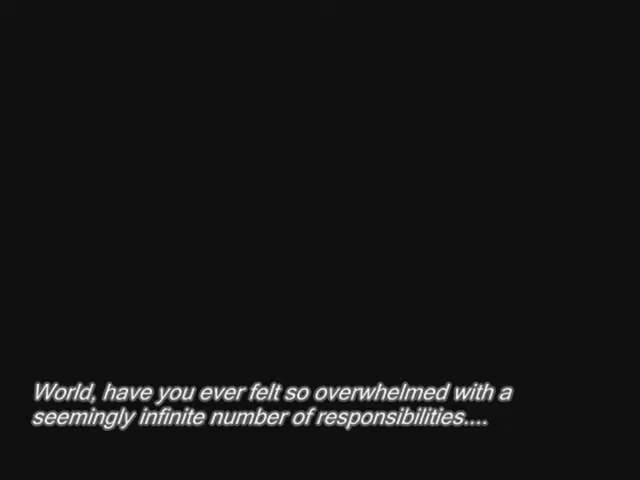 World, have you ever felt so overwhelmed with a
seemingly infinite number of responsibilities....